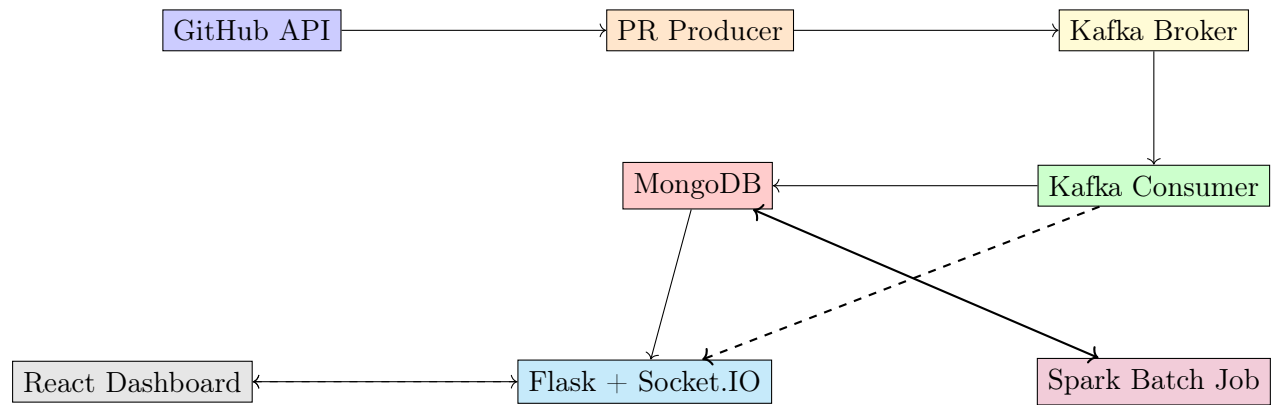 GitHub API
PR Producer
Kafka Broker
MongoDB
Kafka Consumer
React Dashboard
Flask + Socket.IO
Spark Batch Job